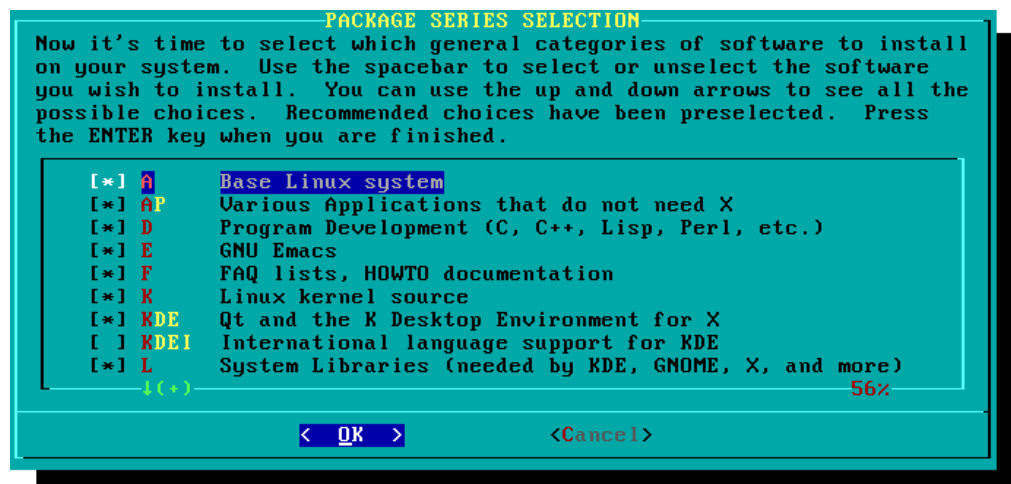 PACKAGE SERIES SELECTION
Now it's time to select which general categories of software to install
on your system.  Use the spacebar to select or unselect the software
you wish to install.  You can use the up and down arrows to see all the
possible choices.  Recommended choices have been preselected.  Press
the ENTER key when you are finished.
[*] A Base Linux system
[*] AP Various Applications that do not need X
[*] D Program Development (C, C++, Lisp, Perl, etc.)
[*] E GNU Emacs
[*] F FAQ lists, HOWTO documentation
[*] K Linux kernel source
[*] KDE Qt and the K Desktop Environment for X
[ ] KDEI International language support for KDE
[*] L System Libraries (needed by KDE, GNOME, X, and more)
↓(+) 56%
< OK > <Cancel>